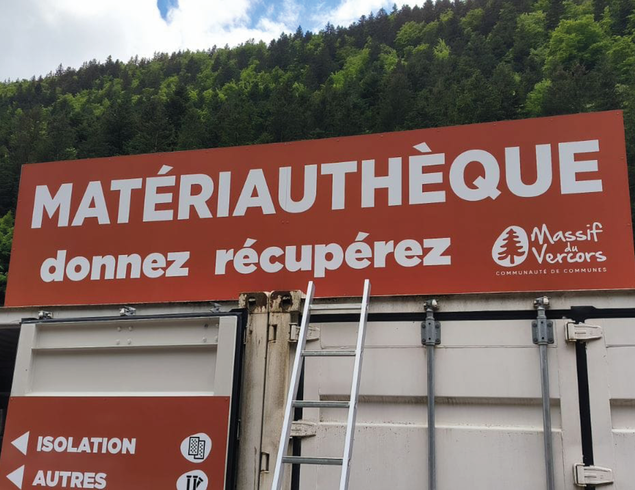 MATÉRIAUTHÈQUE
donnez récupérez
Massif
du
Vercors
COMMUNAUTÉ DE COMMUNES
ISOLATION
AUTRES